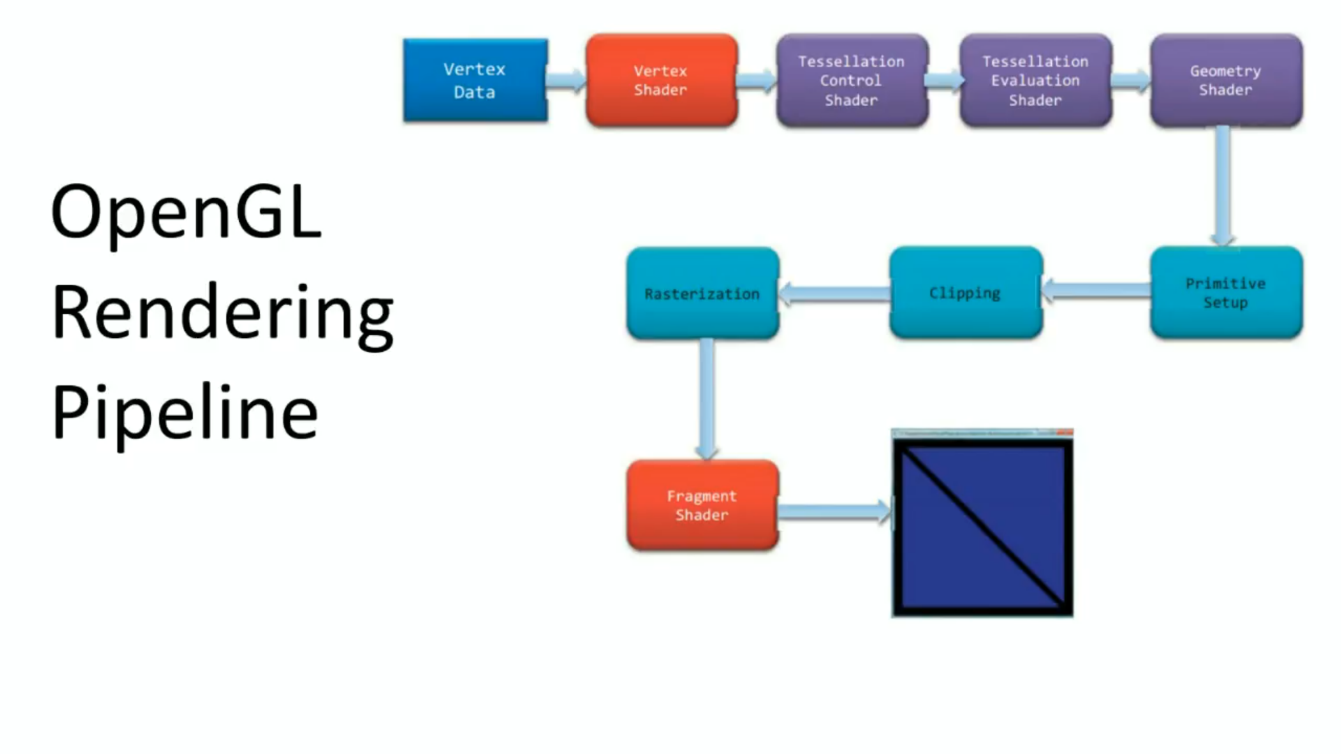 OpenGL
Rendering
Pipeline
Vertex
Data
Vertex
Shader
Tessellation
Control
Shader
Tessellation
Evaluation
Shader
Geometry
Shader
Primitive
Setup
Clipping
Rasterization
Fragment
Shader